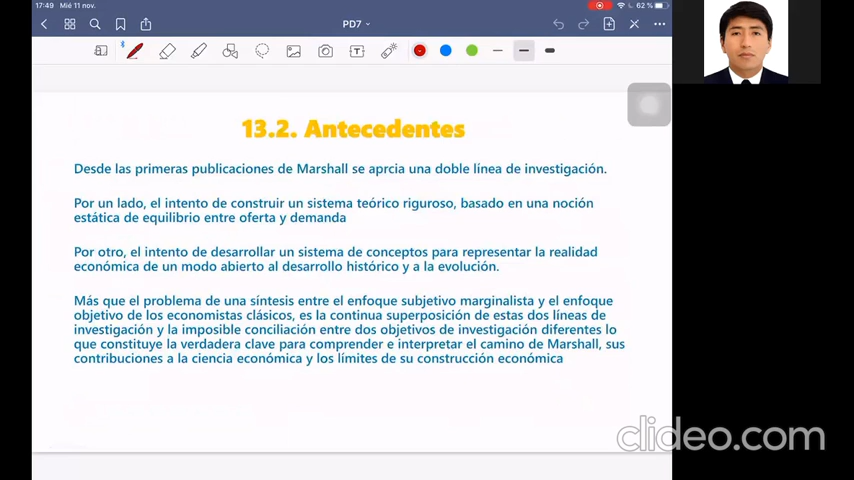 17:49 Mié 11 nov.
62 %
PD7
T
13.2. Antecedentes
Desde las primeras publicaciones de Marshall se aprcia una doble línea de investigación.
Por un lado, el intento de construir un sistema teórico riguroso, basado en una noción
estática de equilibrio entre oferta y demanda
Por otro, el intento de desarrollar un sistema de conceptos para representar la realidad
económica de un modo abierto al desarrollo histórico y a la evolución.
Más que el problema de una síntesis entre el enfoque subjetivo marginalista y el enfoque
objetivo de los economistas clásicos, es la continua superposición de estas dos líneas de
investigación y la imposible conciliación entre dos objetivos de investigación diferentes lo
que constituye la verdadera clave para comprender e interpretar el camino de Marshall, sus
contribuciones a la ciencia económica y los límites de su construcción económica
clideo.com